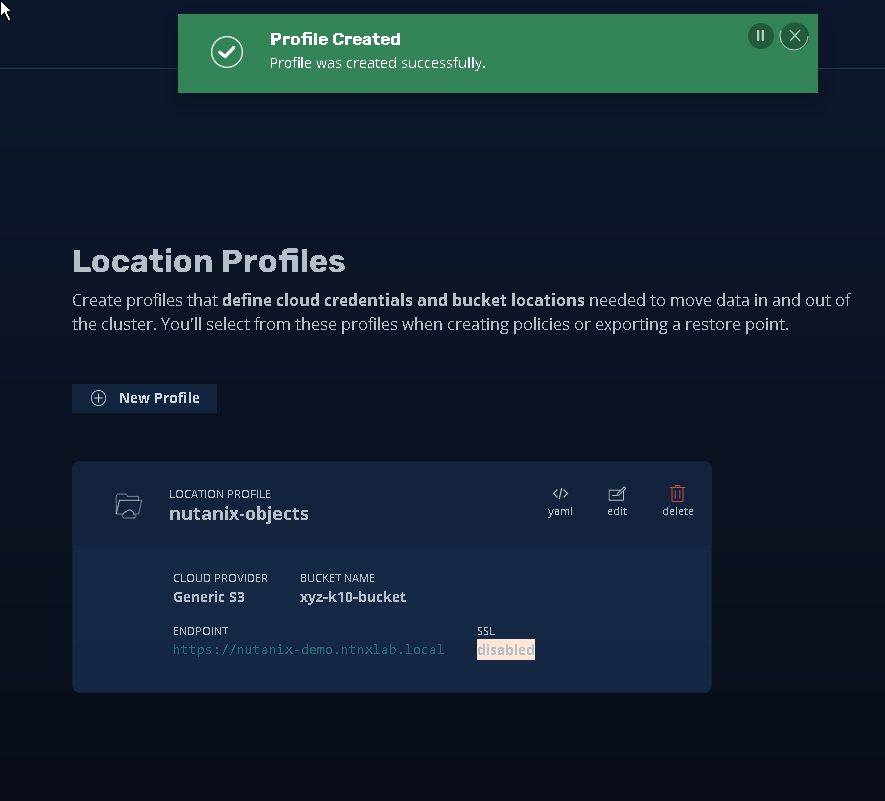 Profile Created
Profile was created successfully.
Location Profiles
Create profiles that define cloud credentials and bucket locations needed to move data in and out of
the cluster. You'll select from these profiles when creating policies or exporting a restore point.
New Profile
LOCATION PROFILE
nutanix-objects
yaml edit delete
CLOUD PROVIDER BUCKET NAME
Generic S3 xyz-k10-bucket
ENDPOINT SSL
https://nutanix-demo.ntnxlab.local disabled